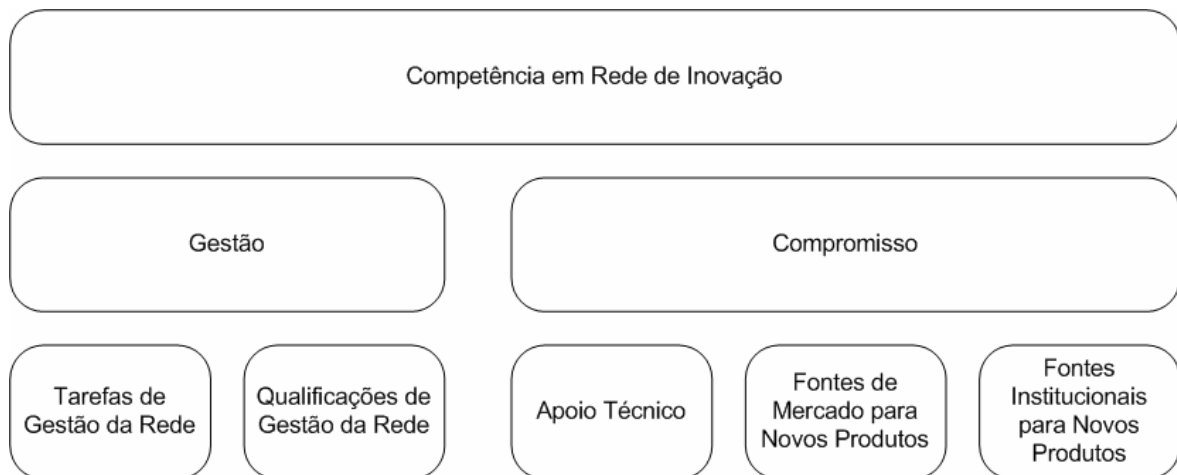 Competência em Rede de Inovação
Gestão
Compromisso
Tarefas de
Gestão da Rede
Qualificações de
Gestão da Rede
Apoio Técnico
Fontes de
Mercado para
Novos Produtos
Fontes
Institucionais
para Novos
Produtos